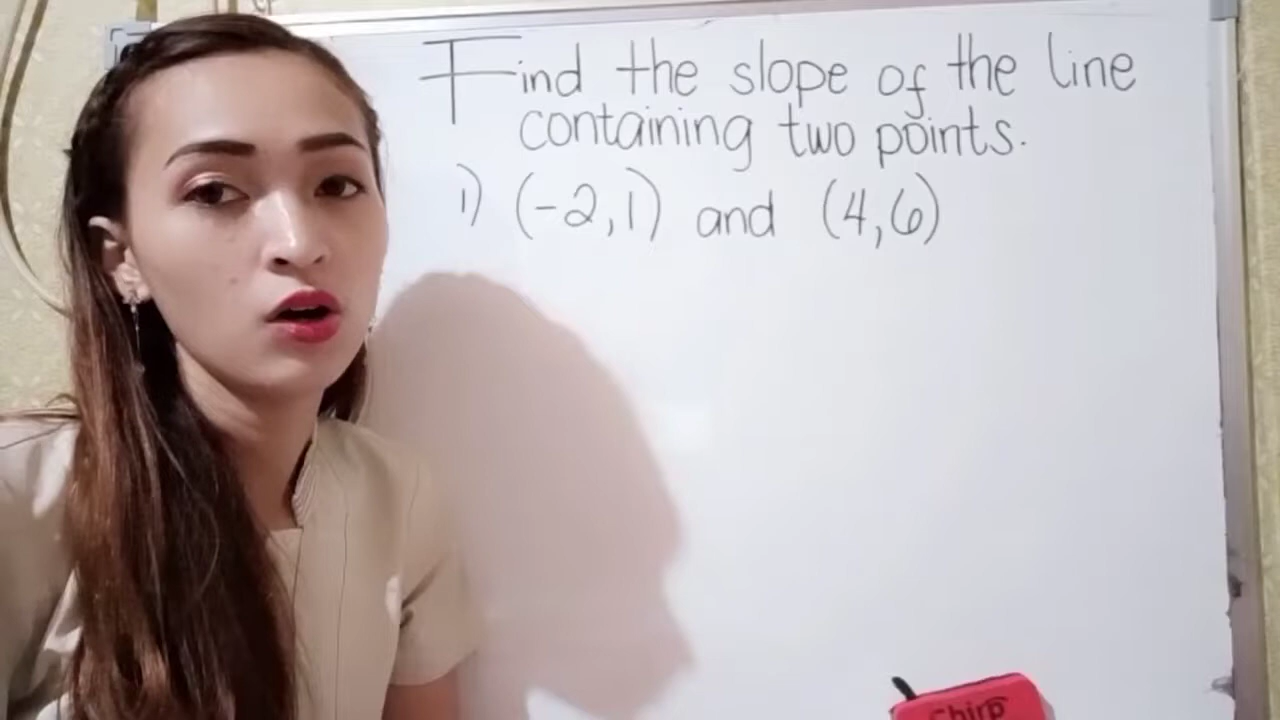 Find the slope of the line
containing two points.
1) (-2,1) and (4,6)
Chirp